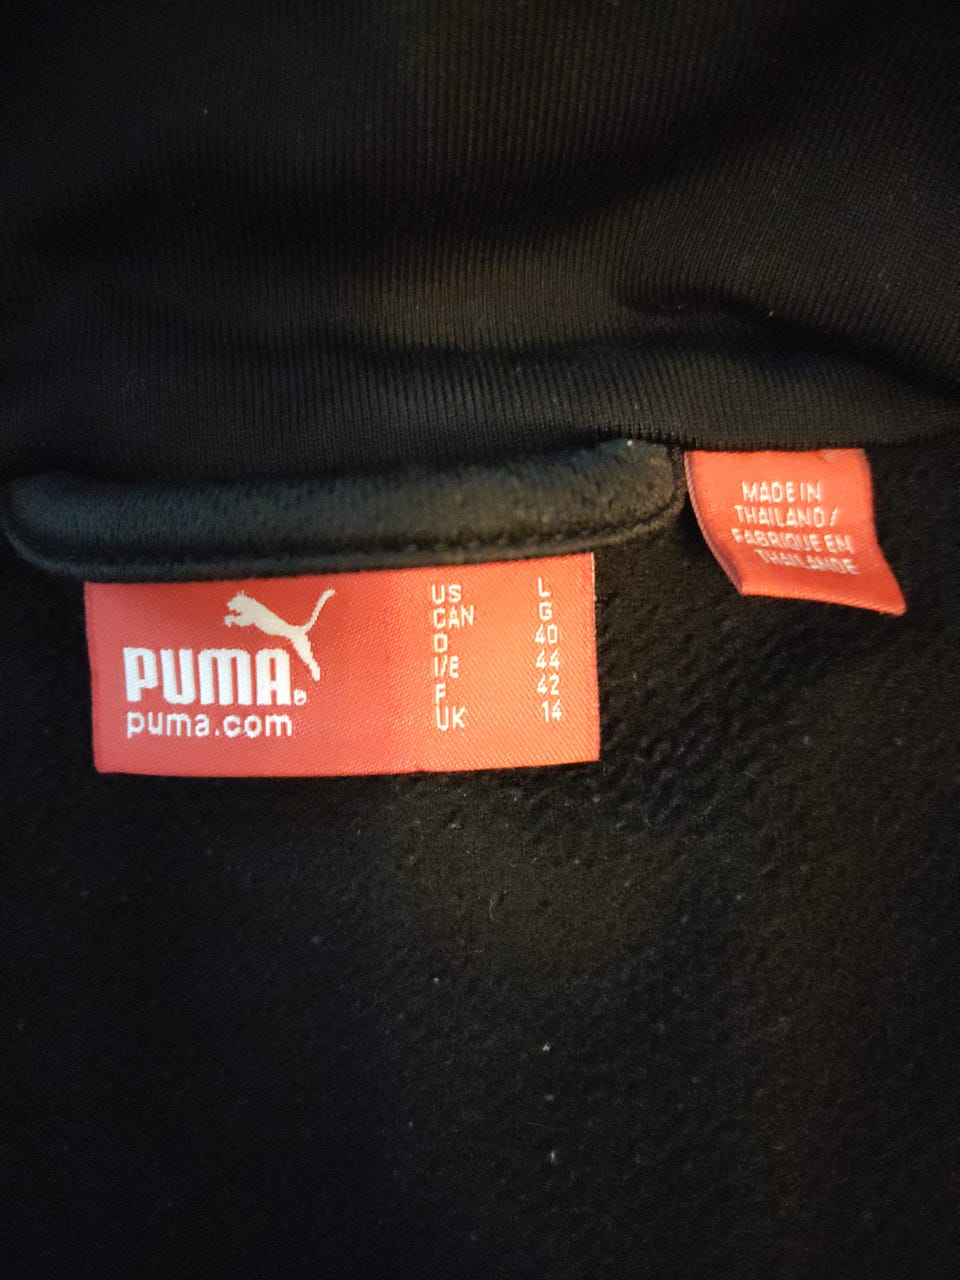 PUMA®
puma.com
US L
CAN G
D 40
I/E 44
F 42
UK 14
MADE IN
THAILAND/
FABRIQUE EN
THAILANDE